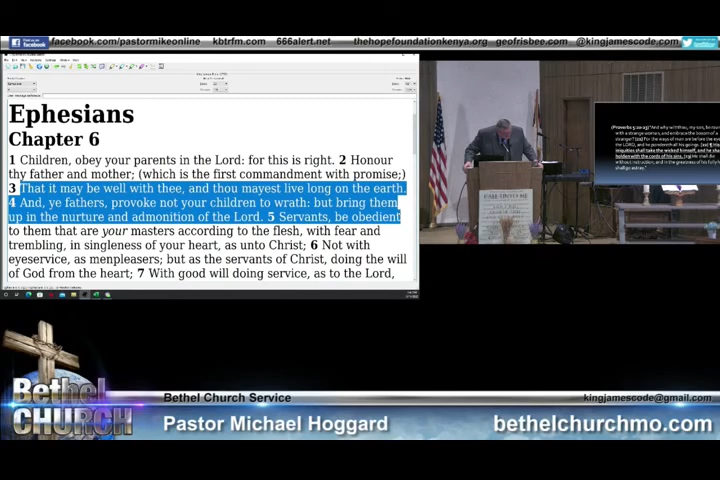 facebook.com/pastormikeonline kbtrfm.com 666alert.net thehopefoundationkenya.org geofrisbee.com @kingjamescode.com
facebook
twitter
Ephesians
Chapter 6
1 Children, obey your parents in the Lord: for this is right. 2 Honour
thy father and mother; (which is the first commandment with promise;)
3 That it may be well with thee, and thou mayest live long on the earth.
4 And, ye fathers, provoke not your children to wrath: but bring them
up in the nurture and admonition of the Lord. 5 Servants, be obedient
to them that are your masters according to the flesh, with fear and
trembling, in singleness of your heart, as unto Christ; 6 Not with
eyeservice, as menpleasers; but as the servants of Christ, doing the will
of God from the heart; 7 With good will doing service, as to the Lord,
Bethel
CHURCH
Bethel Church Service
kingjamescode@gmail.com
Pastor Michael Hoggard
bethelchurchmo.com